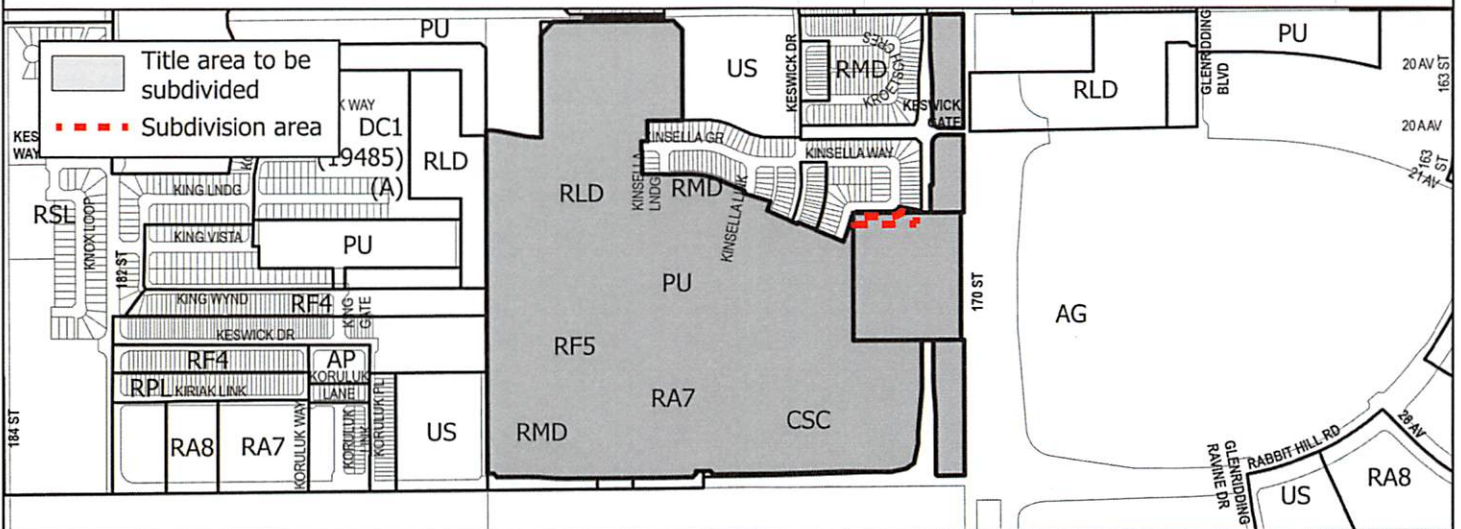 PU
Title area to be
subdivided
Subdivision area
KES
WAY
K WAY
DC1
(19485)
(A)
RLD
KING LNDG
RSL
KNOX LOOP
182 ST
KING VISTA
PU
KING WYND
RF4
KING
GATE
KESWICK DR
RF4
AP
KORULUK
LANE
RPL
KIRIAK LINK
184 ST
RA8
RA7
KORULUK WAY
KORULUK
LINK
KORULUK PL
US
US
KESWICK DR
RMD
KROETSCH CRES
KESWICK
GATE
KINSELLA GR
KINSELLA WAY
RLD
KINSELLA
LNDG
RMD
KINSELLA LINK
PU
RF5
RA7
RMD
CSC
170 ST
RLD
GLENRIDDING
BLVD
PU
20 AV
163 ST
20A AV
163
ST
21 AV
AG
GLENRIDDING
RAVINE DR
RABBIT HILL RD
28 AV
US
RA8